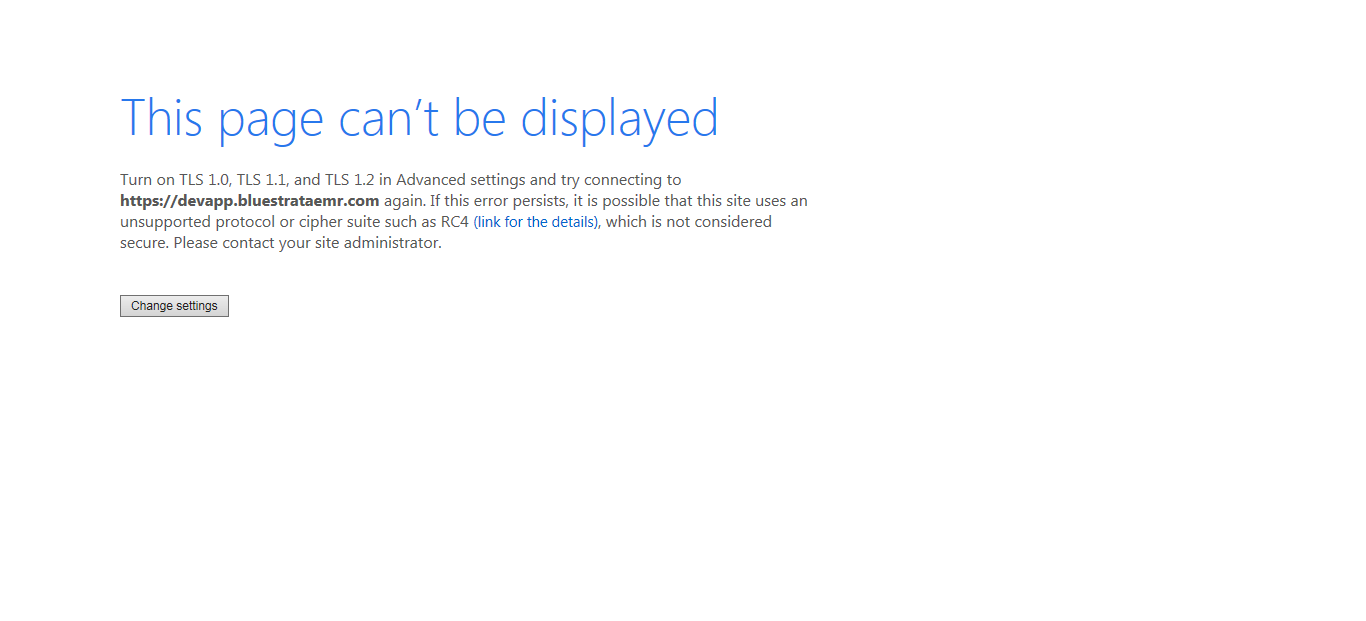 This page can’t be displayed
Turn on TLS 1.0, TLS 1.1, and TLS 1.2 in Advanced settings and try connecting to
https://devapp.bluestrataemr.com again. If this error persists, it is possible that this site uses an
unsupported protocol or cipher suite such as RC4 (link for the details), which is not considered
secure. Please contact your site administrator.
Change settings